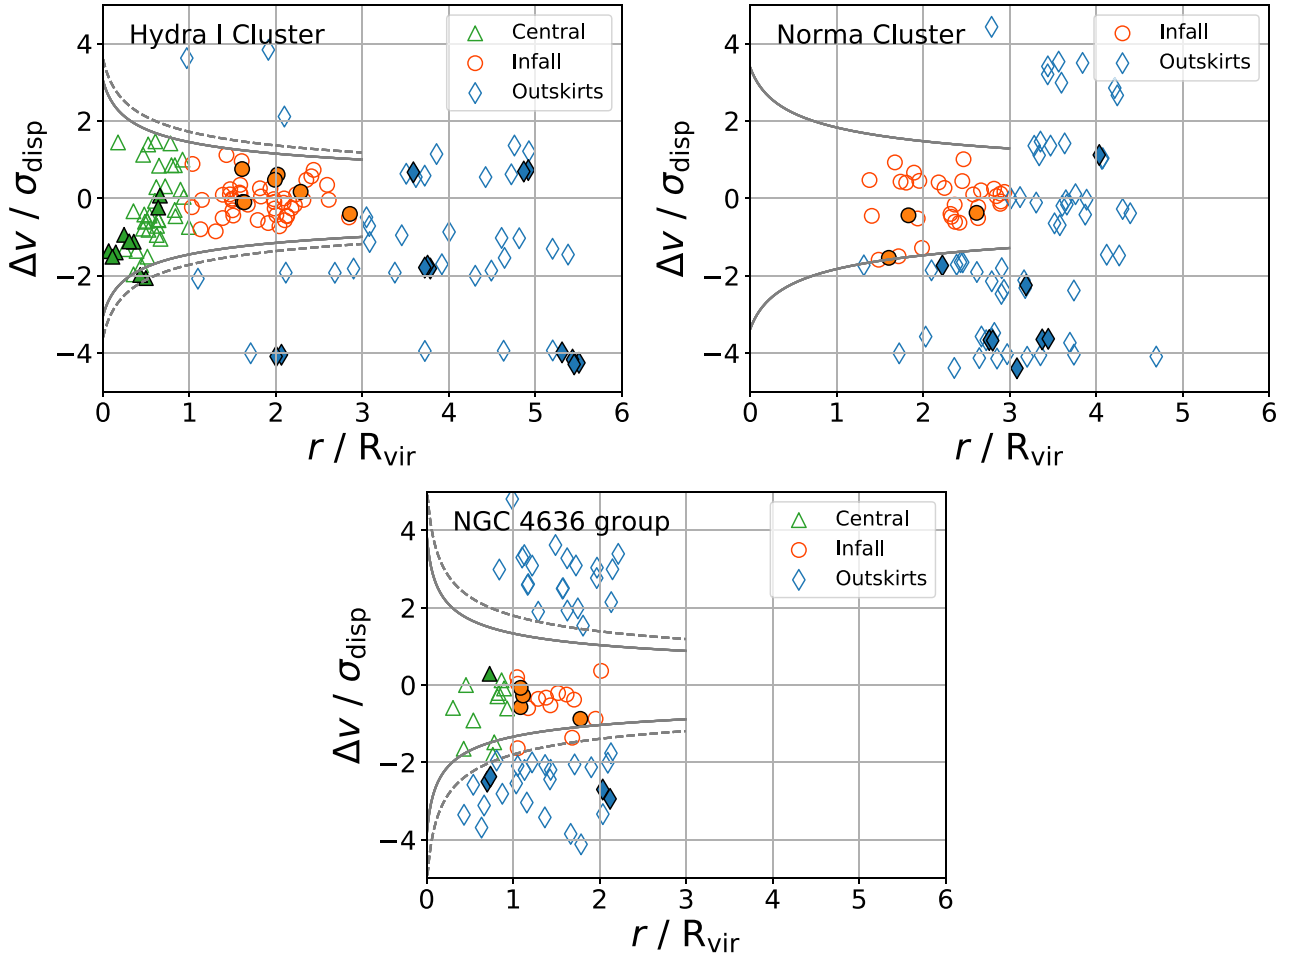 Hydra I Cluster
Central
Infall
Outskirts
4
2
0
−2
−4
Δv / σdisp
0 1 2 3 4 5 6
r / Rvir
Norma Cluster
Infall
Outskirts
4
2
0
−2
−4
Δv / σdisp
0 1 2 3 4 5 6
r / Rvir
NGC 4636 group
Central
Infall
Outskirts
4
2
0
−2
−4
Δv / σdisp
0 1 2 3 4 5 6
r / Rvir